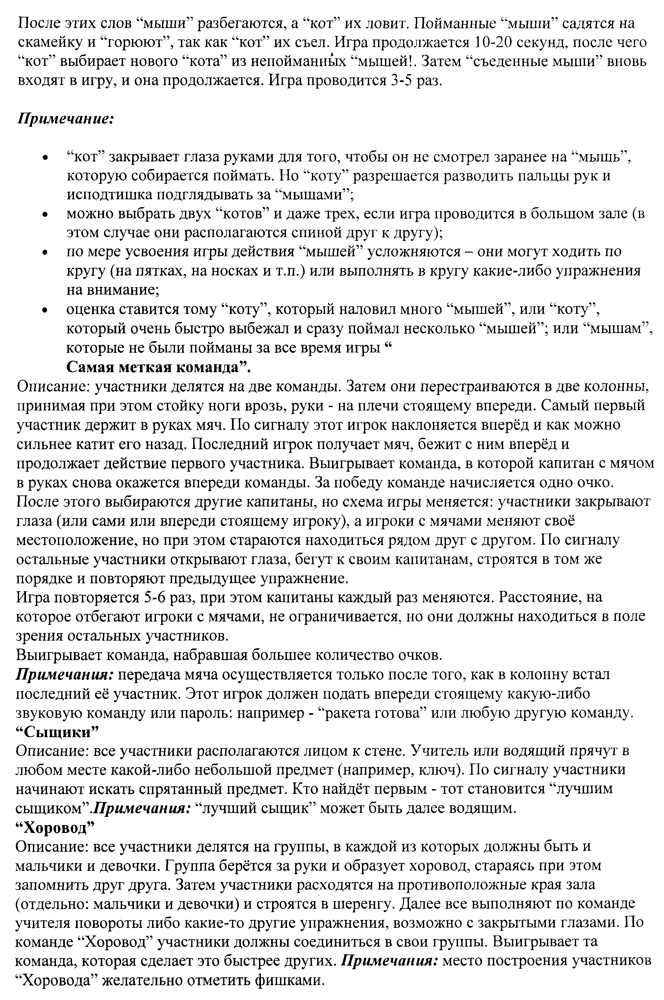 После этих слов “мыши” разбегаются, а “кот” их ловит. Пойманные “мыши” садятся на
скамейку и “горюют”, так как “кот” их съел. Игра продолжается 10-20 секунд, после чего
“кот” выбирает нового “кота” из непойманных “мышей!. Затем “съеденные мыши” вновь
входят в игру, и она продолжается. Игра проводится 3-5 раз.
Примечание:
• “кот” закрывает глаза руками для того, чтобы он не смотрел заранее на “мышь”,
которую собирается поймать. Но “коту” разрешается разводить пальцы рук и
исподтишка подглядывать за “мышами”;
• можно выбрать двух “котов” и даже трех, если игра проводится в большом зале (в
этом случае они располагаются спиной друг к другу);
• по мере усвоения игры действия “мышей” усложняются – они могут ходить по
кругу (на пятках, на носках и т.п.) или выполнять в кругу какие-либо упражнения
на внимание;
• оценка ставится тому “коту”, который наловил много “мышей”, или “коту”,
который очень быстро выбежал и сразу поймал несколько “мышей”; или “мышам”,
которые не были пойманы за все время игры “
Самая меткая команда”.
Описание: участники делятся на две команды. Затем они перестраиваются в две колонны,
принимая при этом стойку ноги врозь, руки - на плечи стоящему впереди. Самый первый
участник держит в руках мяч. По сигналу этот игрок наклоняется вперёд и как можно
сильнее катит его назад. Последний игрок получает мяч, бежит с ним вперёд и
продолжает действие первого участника. Выигрывает команда, в которой капитан с мячом
в руках снова окажется впереди команды. За победу команде начисляется одно очко.
После этого выбираются другие капитаны, но схема игры меняется: участники закрывают
глаза (или сами или впереди стоящему игроку), а игроки с мячами меняют своё
местоположение, но при этом стараются находиться рядом друг с другом. По сигналу
остальные участники открывают глаза, бегут к своим капитанам, строятся в том же
порядке и повторяют предыдущее упражнение.
Игра повторяется 5-6 раз, при этом капитаны каждый раз меняются. Расстояние, на
которое отбегают игроки с мячами, не ограничивается, но они должны находиться в поле
зрения остальных участников.
Выигрывает команда, набравшая большее количество очков.
Примечания: передача мяча осуществляется только после того, как в колонну встал
последний её участник. Этот игрок должен подать впереди стоящему какую-либо
звуковую команду или пароль: например - “ракета готова” или любую другую команду.
“Сыщики”
Описание: все участники располагаются лицом к стене. Учитель или водящий прячут в
любом месте какой-либо небольшой предмет (например, ключ). По сигналу участники
начинают искать спрятанный предмет. Кто найдёт первым - тот становится “лучшим
сыщиком”.Примечания: “лучший сыщик” может быть далее водящим.
“Хоровод”
Описание: все участники делятся на группы, в каждой из которых должны быть и
мальчики и девочки. Группа берётся за руки и образует хоровод, стараясь при этом
запомнить друг друга. Затем участники расходятся на противоположные края зала
(отдельно: мальчики и девочки) и строятся в шеренгу. Далее все выполняют по команде
учителя повороты либо какие-то другие упражнения, возможно с закрытыми глазами. По
команде “Хоровод” участники должны соединиться в свои группы. Выигрывает та
команда, которая сделает это быстрее других. Примечания: место построения участников
“Хоровода” желательно отметить фишками.